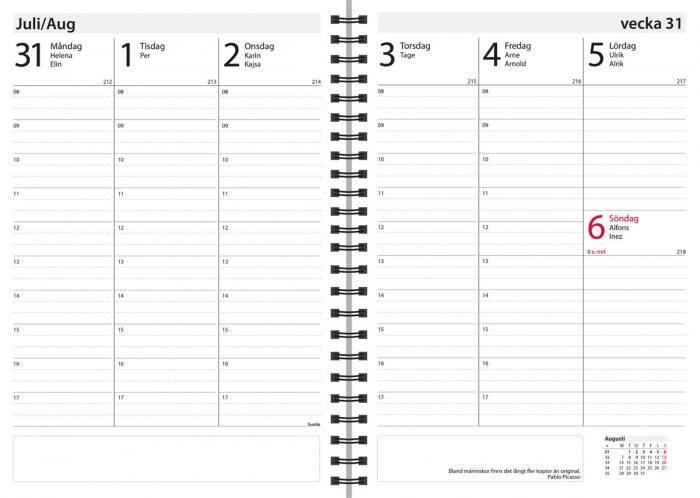 Juli/Aug
31 Måndag
Helena
Elin
212
1 Tisdag
Per
213
2 Onsdag
Karin
Kajsa
214
08
08
08
09
09
09
10
10
10
11
11
11
12
12
12
13
13
13
14
14
14
15
15
15
16
16
16
17
17
17
burde
vecka 31
3 Torsdag
Tage
215
4 Fredag
Arne
Arnold
216
5 Lördag
Ulrik
Alrik
217
08
08
09
09
10
10
11
11
12
12
13
13
14
14
15
15
16
16
17
17
6 Söndag
Alfons
Inez
8 e. tref.
218
Bland människor finns det långt fler kopior än original.
Pablo Picasso
Augusti
v M T O T F L S
31 1 2 3 4 5 6
32 7 8 9 10 11 12 13
33 14 15 16 17 18 19 20
34 21 22 23 24 25 26 27
35 28 29 30 31